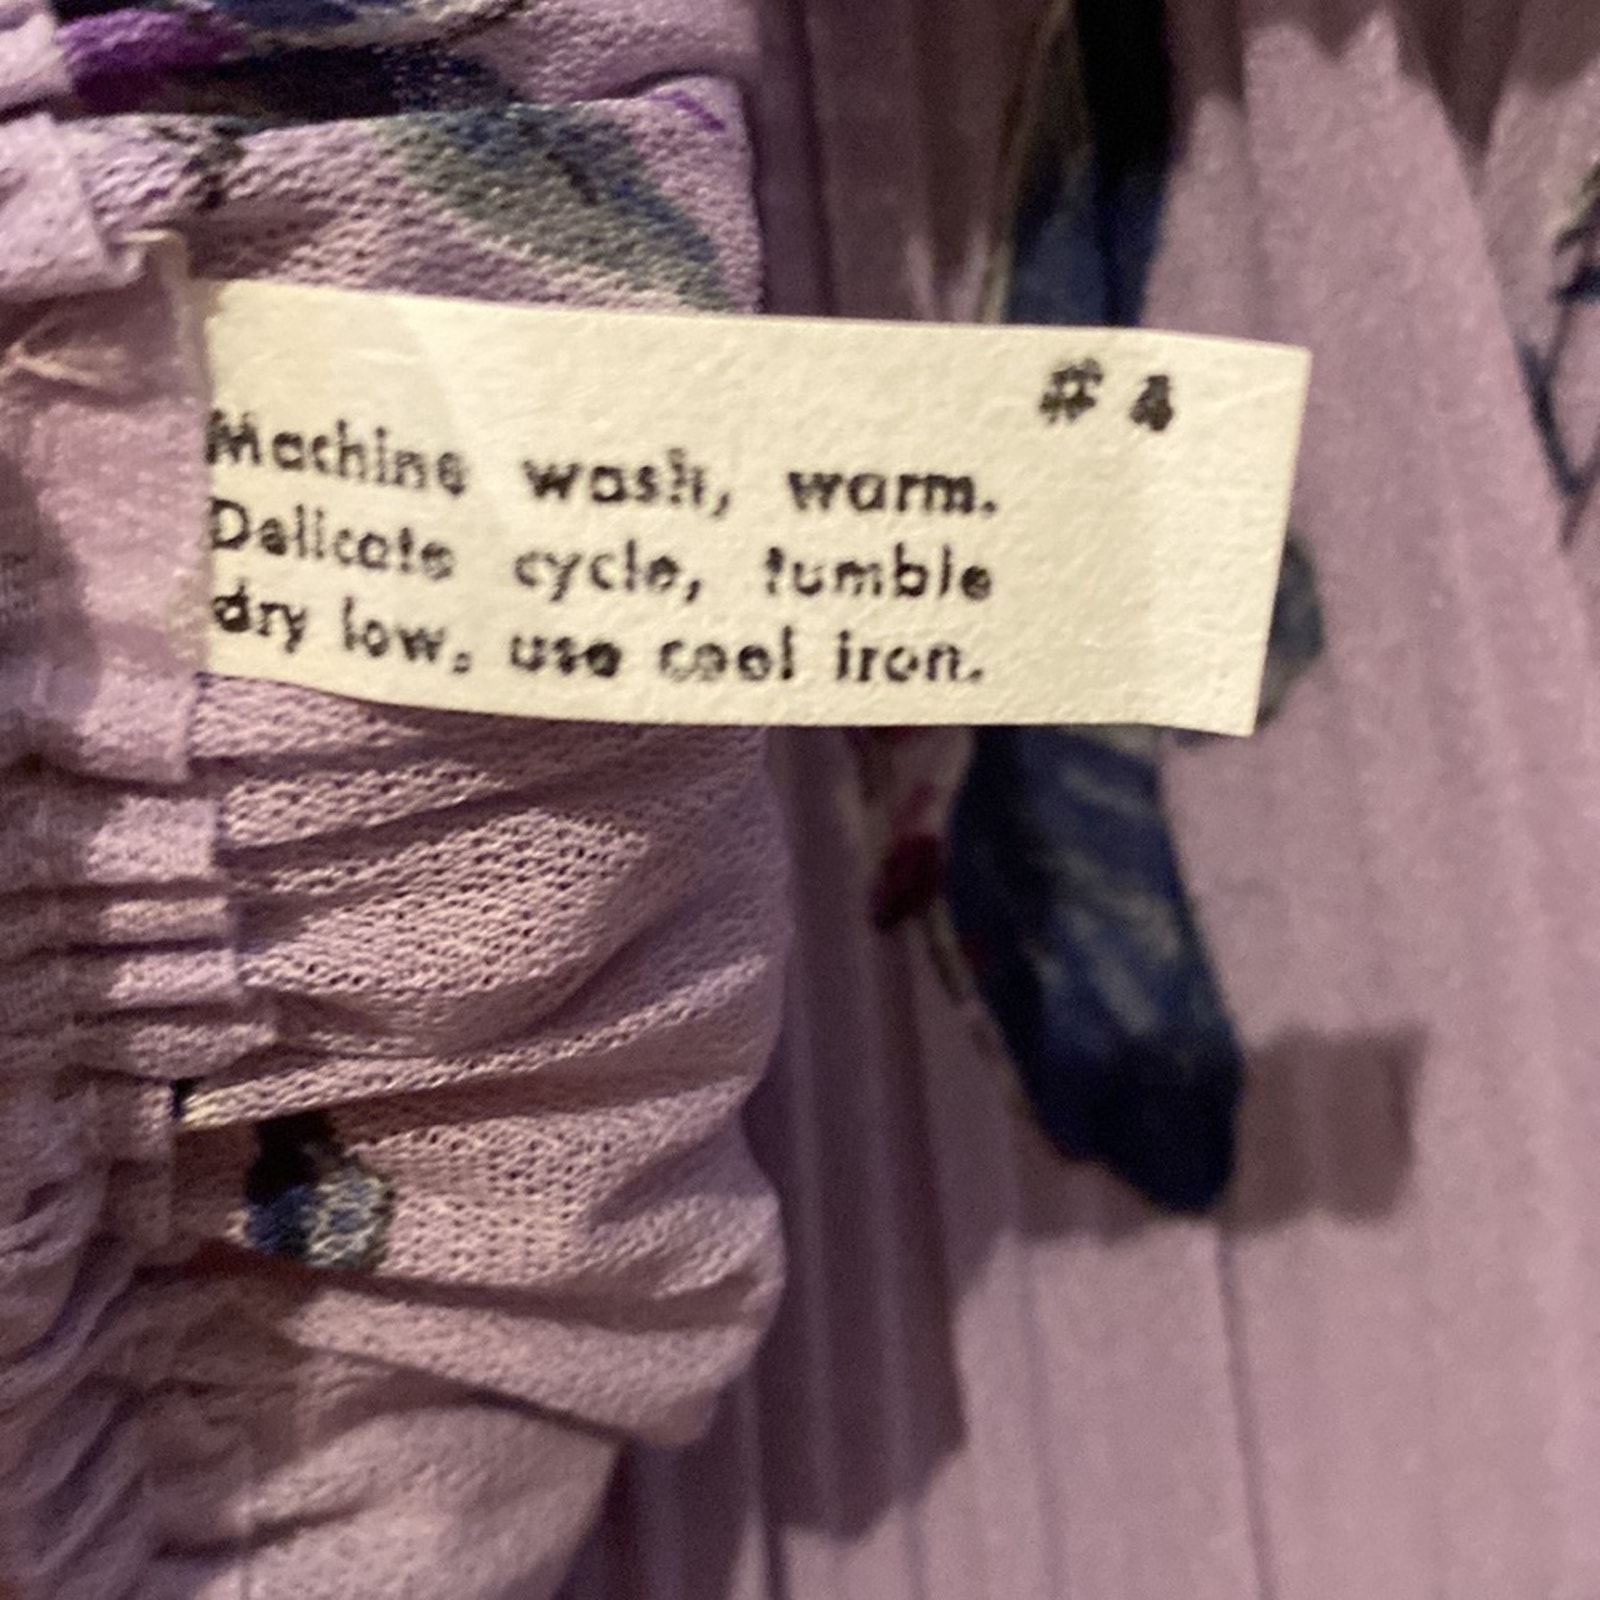 # 4
Machine wash, warm.
Delicate cycle, tumble
dry low, use cool iron.